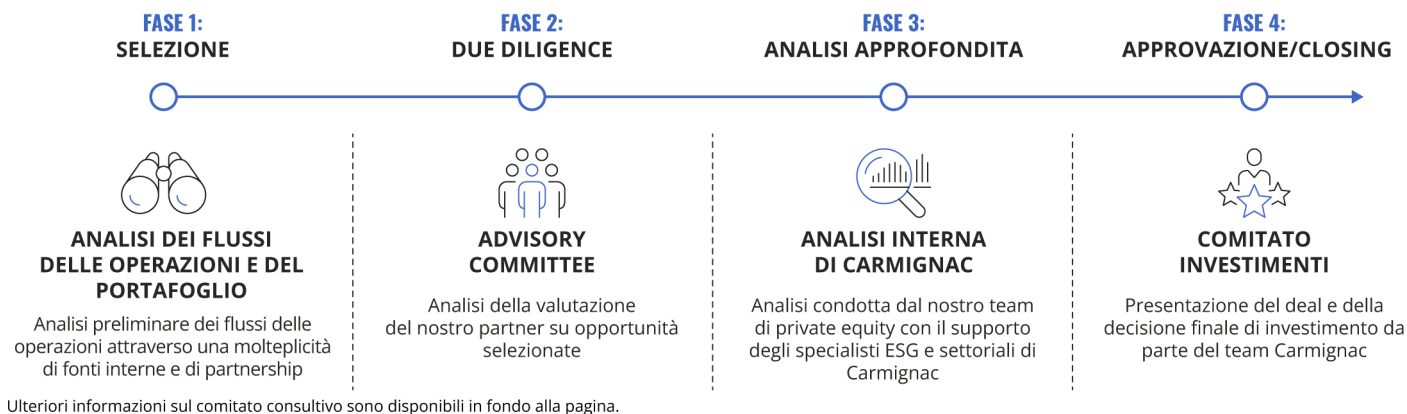 FASE 1:
SELEZIONE
FASE 2:
DUE DILIGENCE
FASE 3:
ANALISI APPROFONDITA
FASE 4:
APPROVAZIONE/CLOSING
ANALISI DEI FLUSSI
DELLE OPERAZIONI E DEL
PORTAFOGLIO
Analisi preliminare dei flussi delle
operazioni attraverso una molteplicità
di fonti interne e di partnership
ADVISORY
COMMITTEE
Analisi della valutazione
del nostro partner su opportunità
selezionate
ANALISI INTERNA
DI CARMIGNAC
Analisi condotta dal nostro team
di private equity con il supporto
degli specialisti ESG e settoriali di
Carmignac
COMITATO
INVESTIMENTI
Presentazione del deal e della
decisione finale di investimento da
parte del team Carmignac
Ulteriori informazioni sul comitato consultivo sono disponibili in fondo alla pagina.